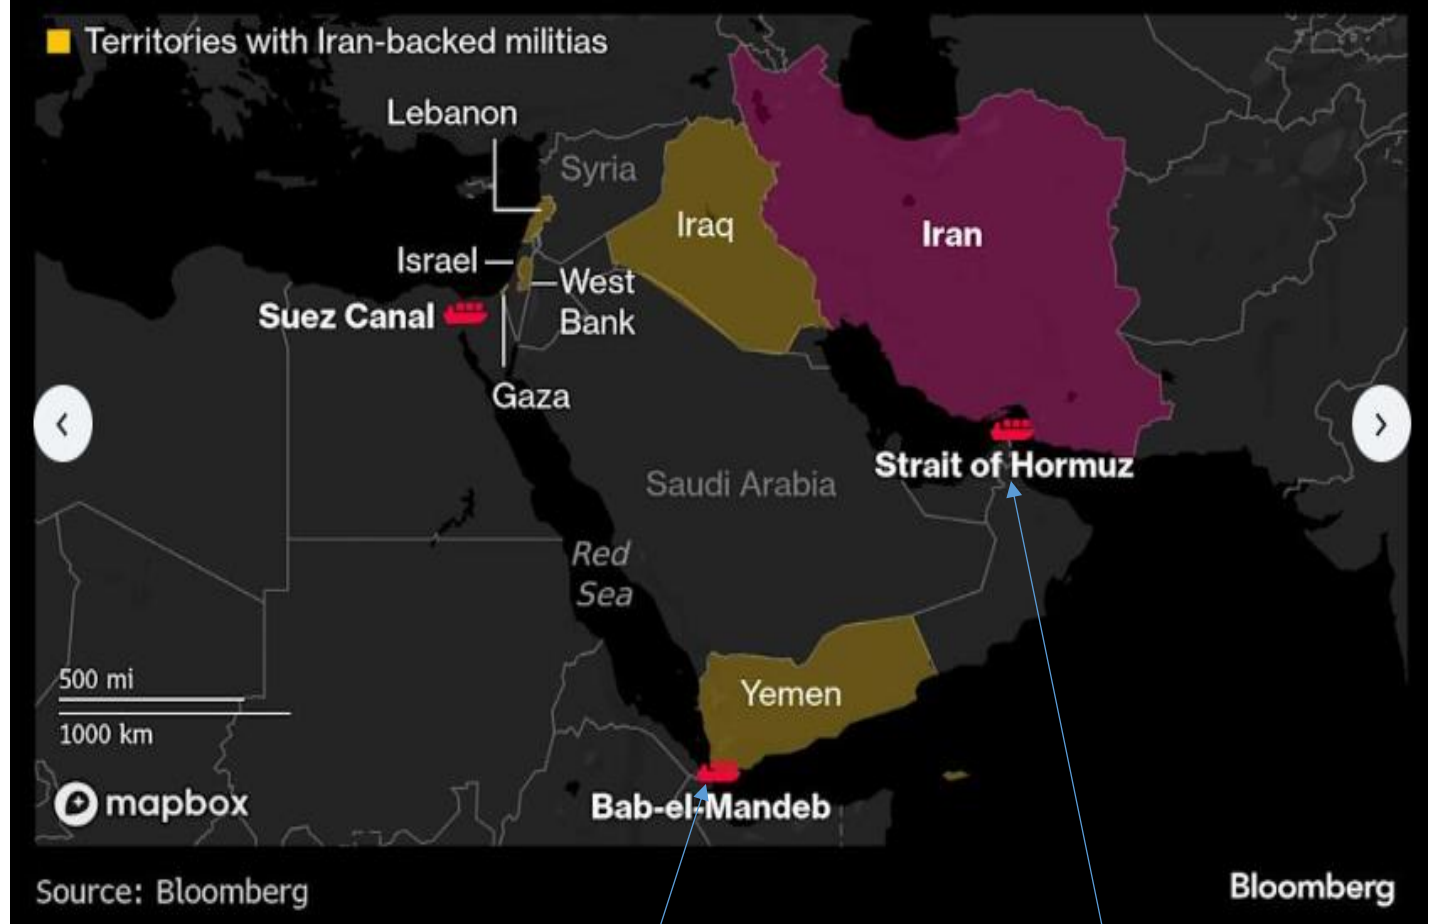 Territories with Iran-backed militias
Lebanon
Syria
Iraq
Iran
Israel
West
Bank
Suez Canal
Gaza
Strait of Hormuz
Saudi Arabia
Red
Sea
500 mi
1000 km
Yemen
mapbox
Bab-el-Mandeb
Source: Bloomberg
Bloomberg